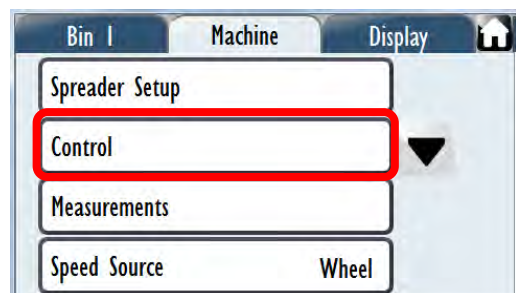 Bin 1 Machine Display
Spreader Setup
Control
Measurements
Speed Source Wheel